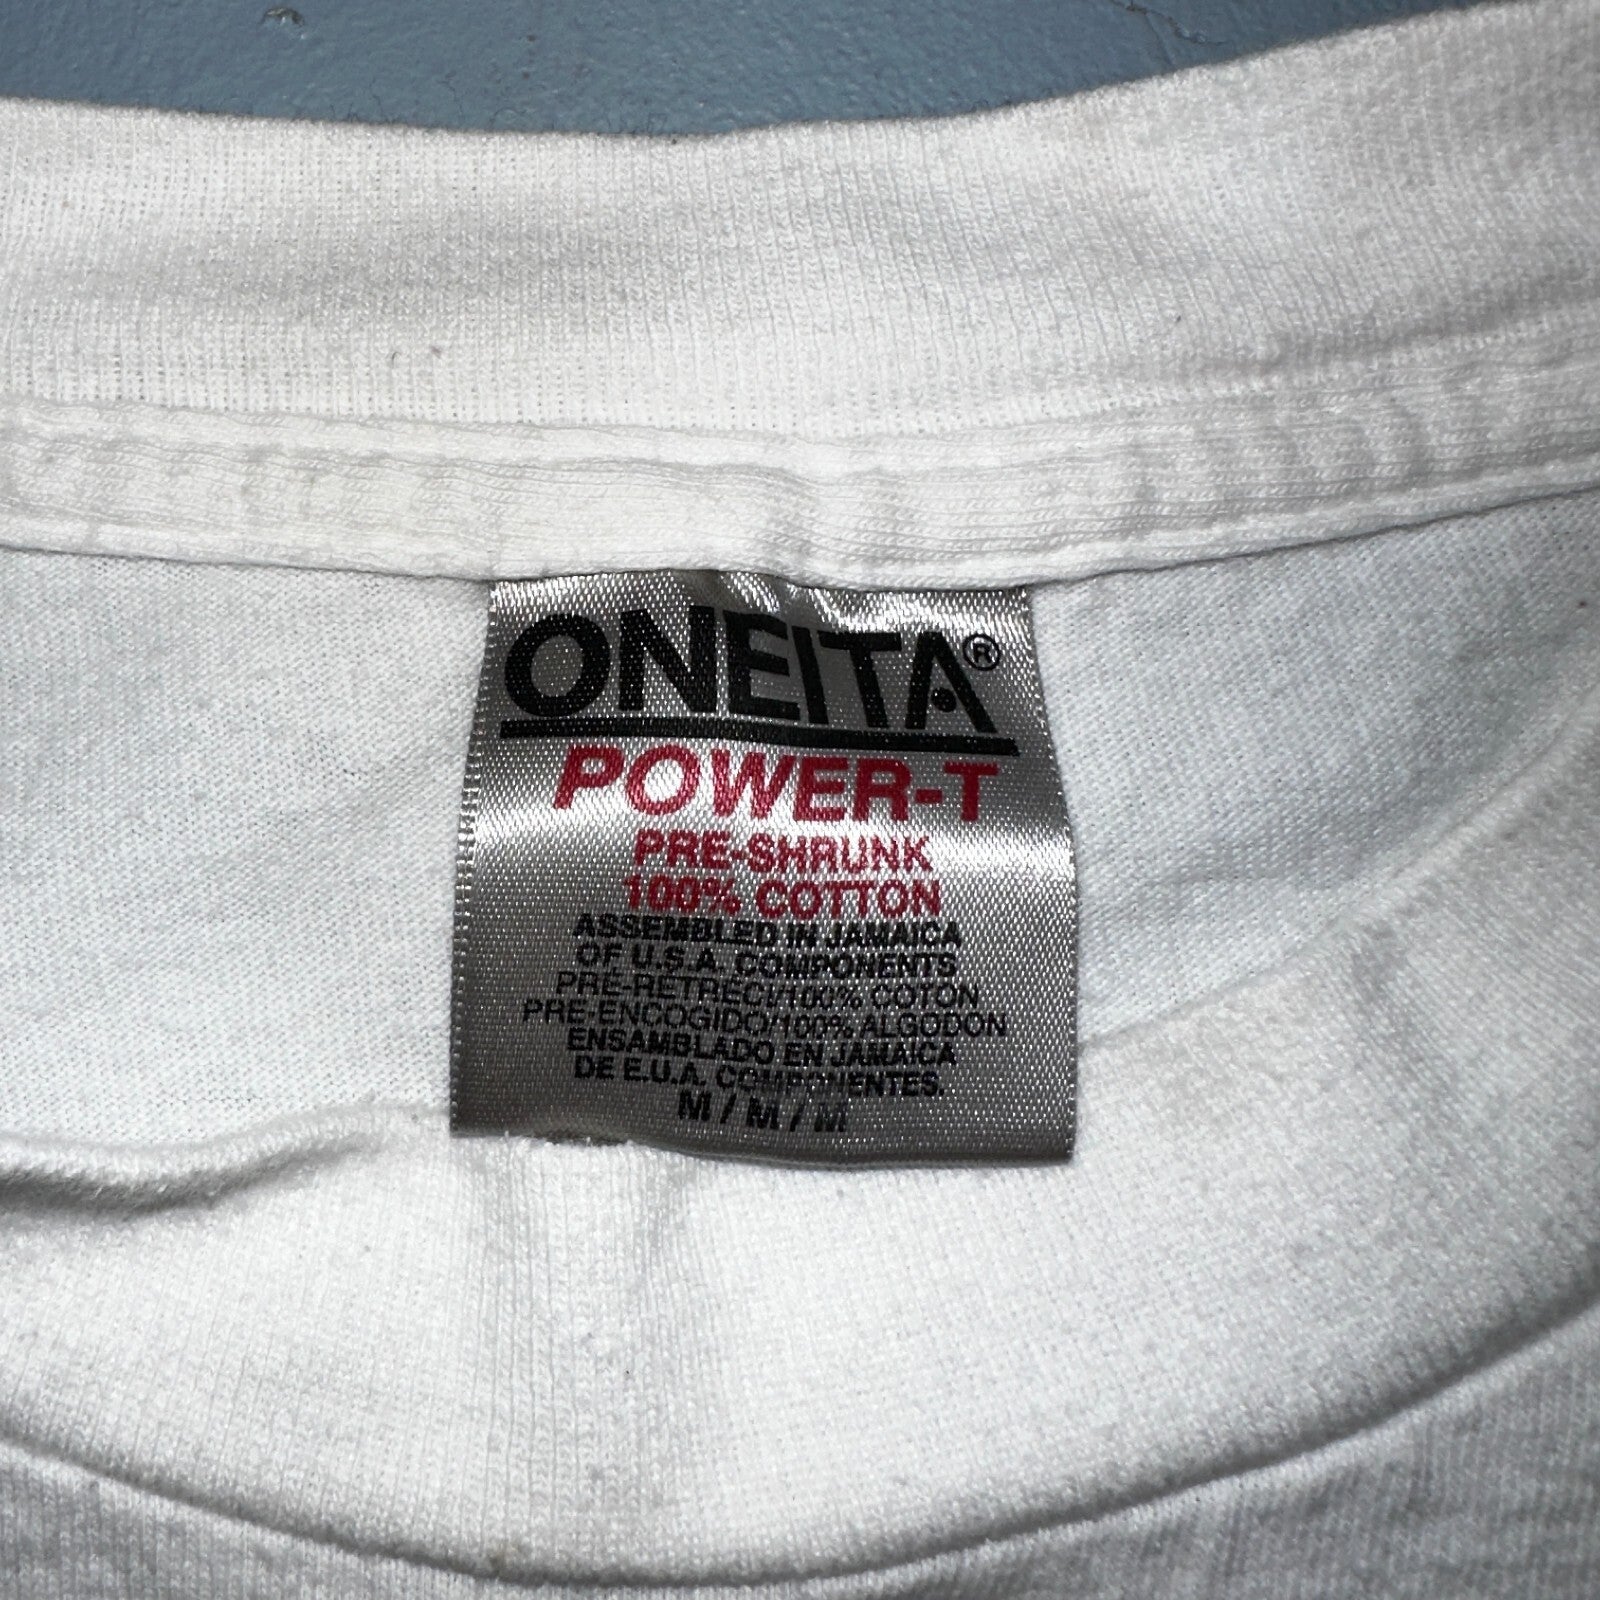 ONEITA®
POWER-T
PRE-SHRUNK
100% COTTON
ASSEMBLED IN JAMAICA
OF U.S.A. COMPONENTS
PRÉ-RETRECI/100% COTON
PRE-ENCOGIDO/100% ALGODON
ENSAMBLADO EN JAMAICA
DE E.U.A. COMPONENTES.
M / M / M